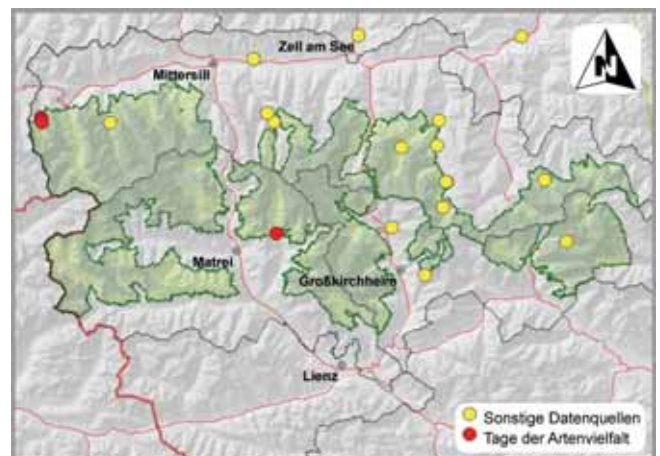 Zell am See
Mittersill
N
Matrei
Großkirchheim
Lienz
Sonstige Datenquellen
Tage der Artenvielfalt